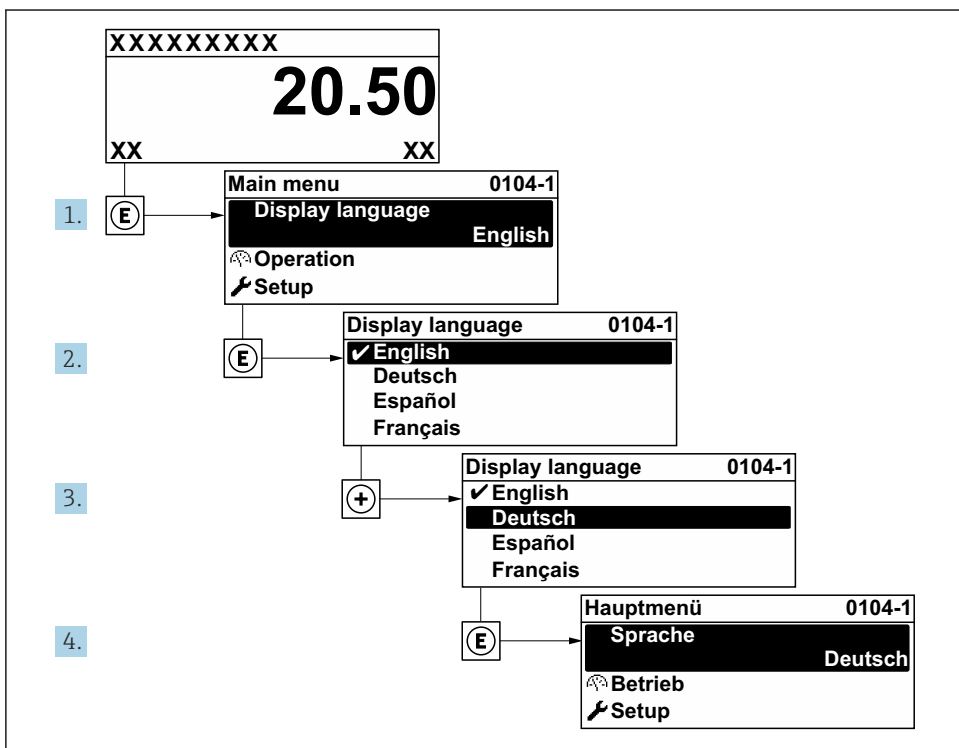 XXXXXXXXX
20.50
XX XX
1. E
Main menu 0104-1
Display language
English
Operation
Setup
2. E
Display language 0104-1
✔English
Deutsch
Español
Français
3. +
Display language 0104-1
✔English
Deutsch
Español
Français
4. E
Hauptmenü 0104-1
Sprache
Deutsch
Betrieb
Setup